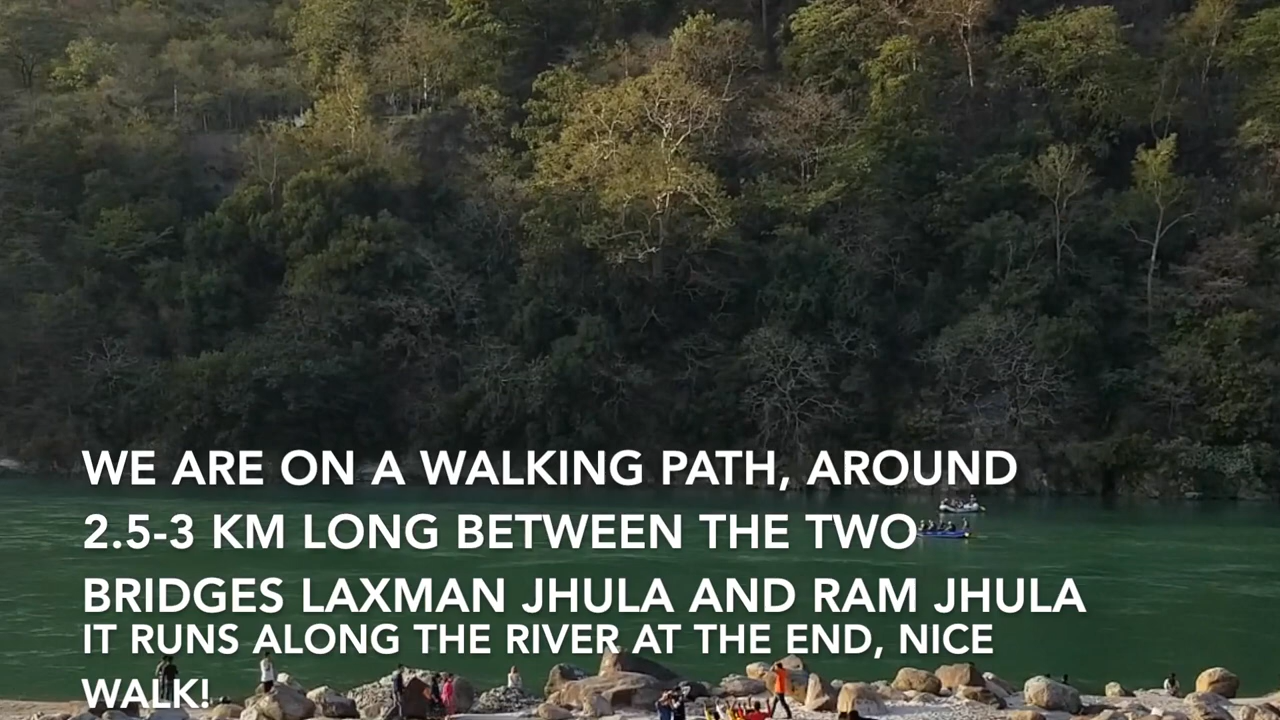 WE ARE ON A WALKING PATH, AROUND
2.5-3 KM LONG BETWEEN THE TWO
BRIDGES LAXMAN JHULA AND RAM JHULA
IT RUNS ALONG THE RIVER AT THE END, NICE
WALK!